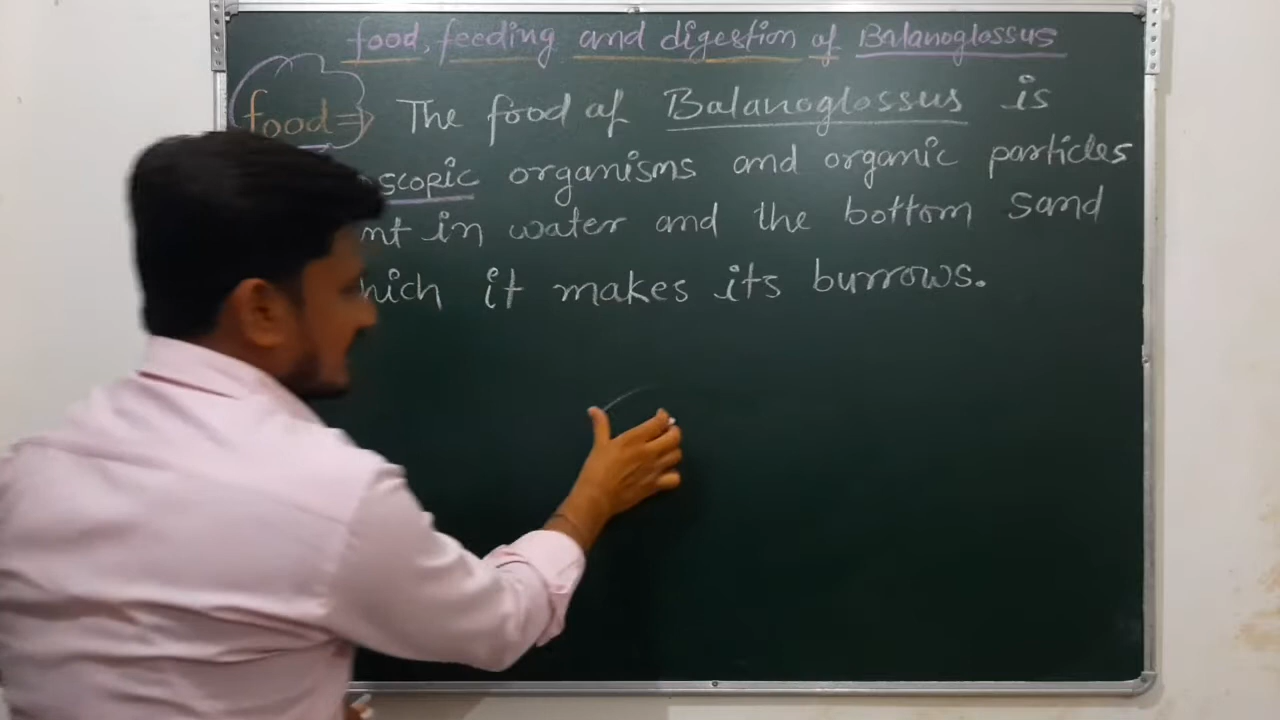 food, feeding and digestion of Balanoglossus
food ⇒ The food of Balanoglossus is
scopic organisms and organic particles
nt in water and the bottom sand
hich it makes its burrows.